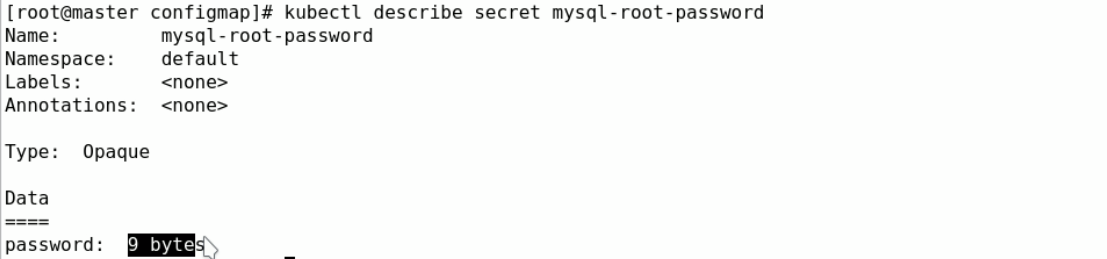 [root@master configmap]# kubectl describe secret mysql-root-password
Name:         mysql-root-password
Namespace:    default
Labels:       <none>
Annotations:  <none>

Type:  Opaque

Data
====
password:  9 bytes